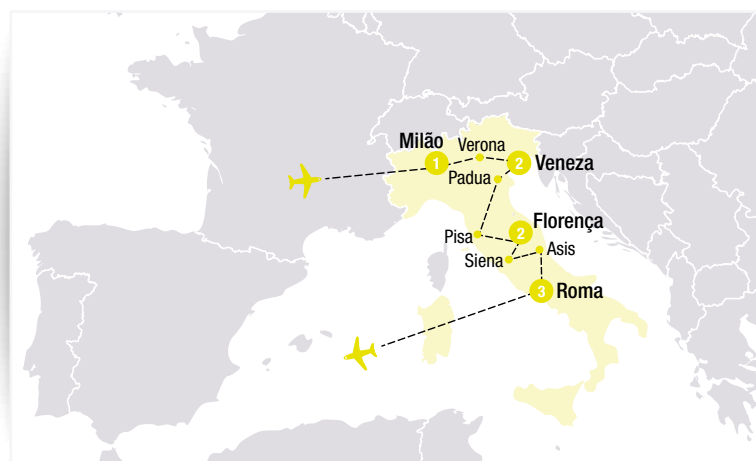 Milão
1
Verona
2
Veneza
Padua
Florença
2
Pisa
Asis
Siena
3
Roma